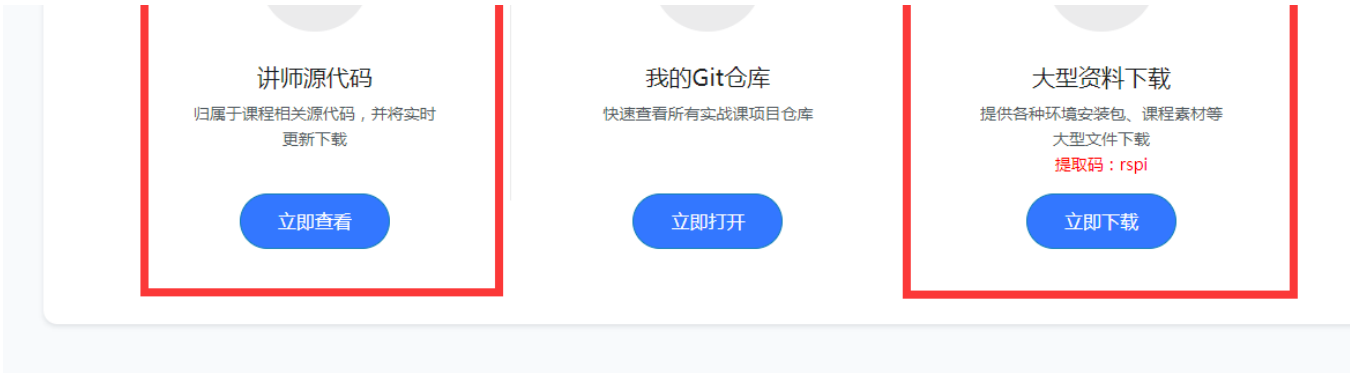 讲师源代码
归属于课程相关源代码，并将实时
更新下载
立即查看
我的Git仓库
快速查看所有实战课项目仓库
立即打开
大型资料下载
提供各种环境安装包、课程素材等
大型文件下载
提取码：rspi
立即下载